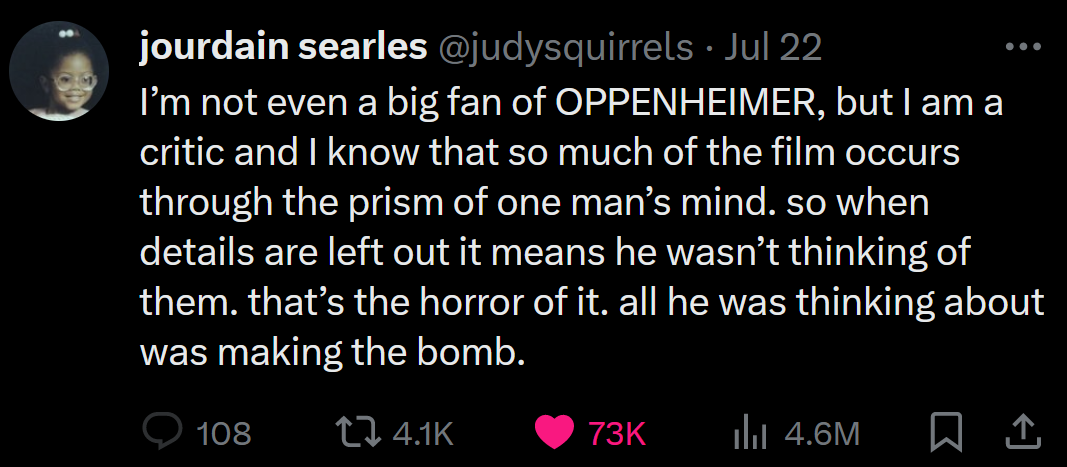 jourdain searles @judysquirrels · Jul 22
I’m not even a big fan of OPPENHEIMER, but I am a
critic and I know that so much of the film occurs
through the prism of one man’s mind. so when
details are left out it means he wasn’t thinking of
them. that’s the horror of it. all he was thinking about
was making the bomb.
108 4.1K 73K 4.6M